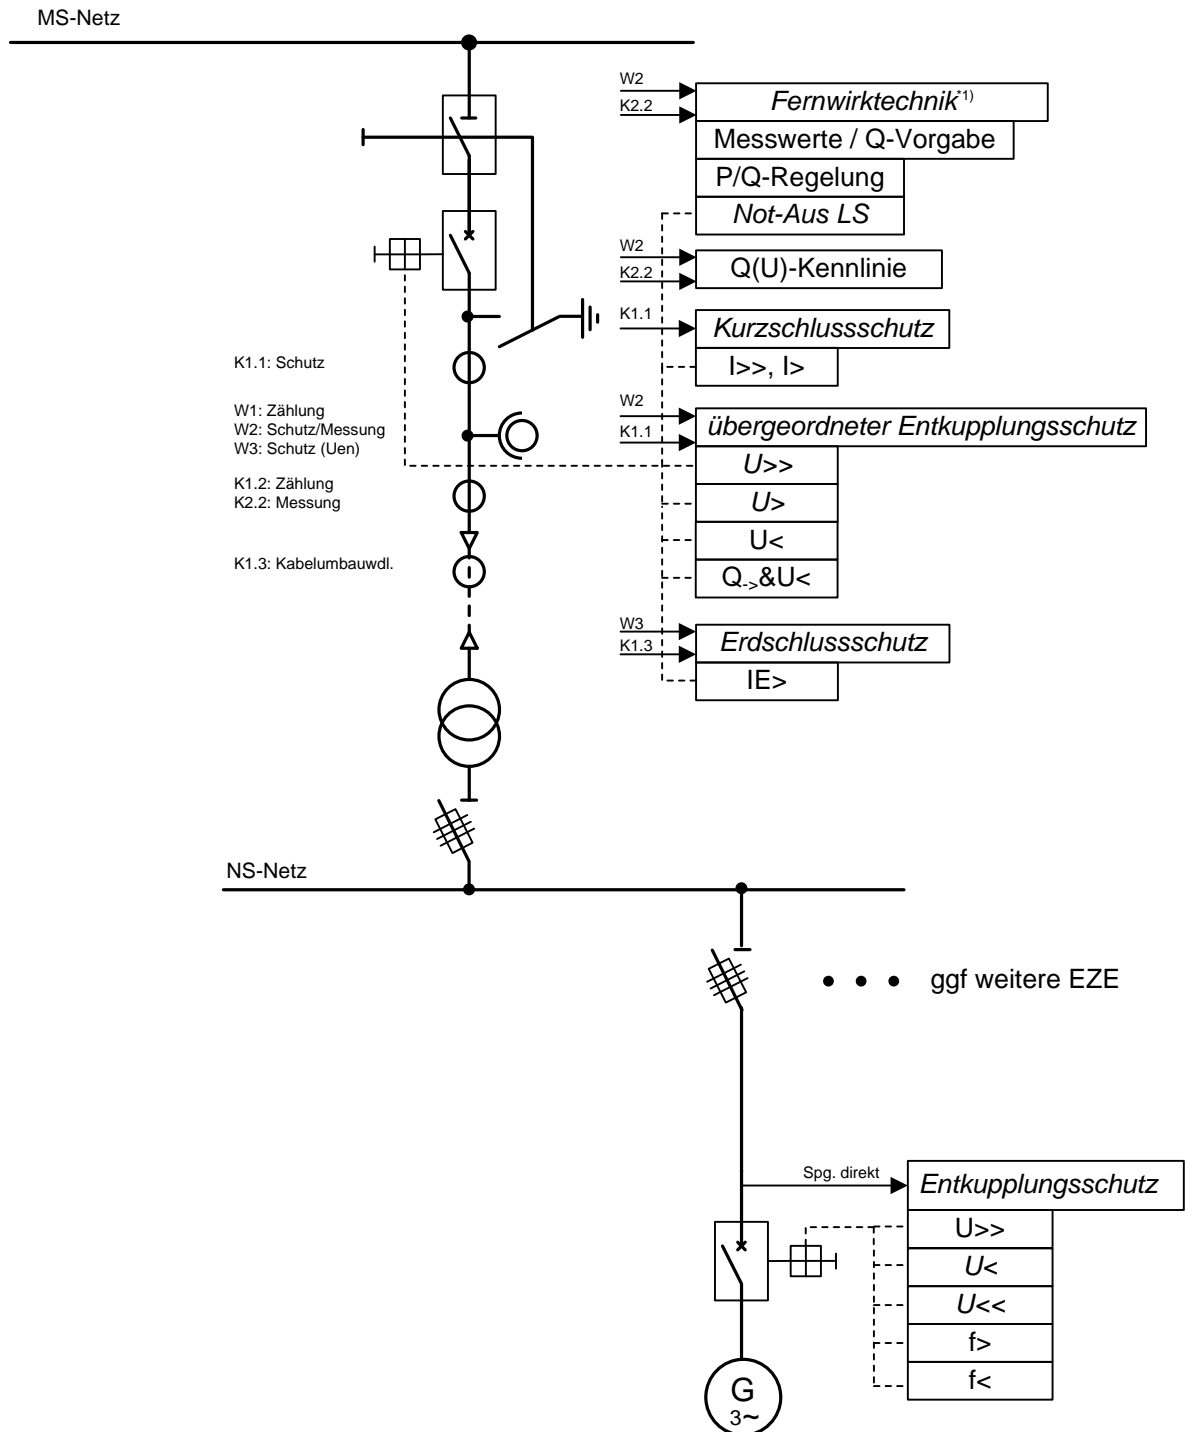 MS-Netz
W2
K2.2
Fernwirktechnik*1)
Messwerte / Q-Vorgabe
P/Q-Regelung
Not-Aus LS
W2
K2.2
Q(U)-Kennlinie
K1.1
Kurzschlussschutz
I>>, I>
K1.1: Schutz
W1: Zählung
W2: Schutz/Messung
W3: Schutz (Uen)
K1.2: Zählung
K2.2: Messung
K1.3: Kabelumbauwdl.
W2
K1.1
übergeordneter Entkupplungsschutz
U>>
U>
U<
Q->&U<
W3
K1.3
Erdschlussschutz
IE>
NS-Netz
ggf weitere EZE
Spg. direkt
Entkupplungsschutz
U>>
U<
U<<
f>
f<
G
3~